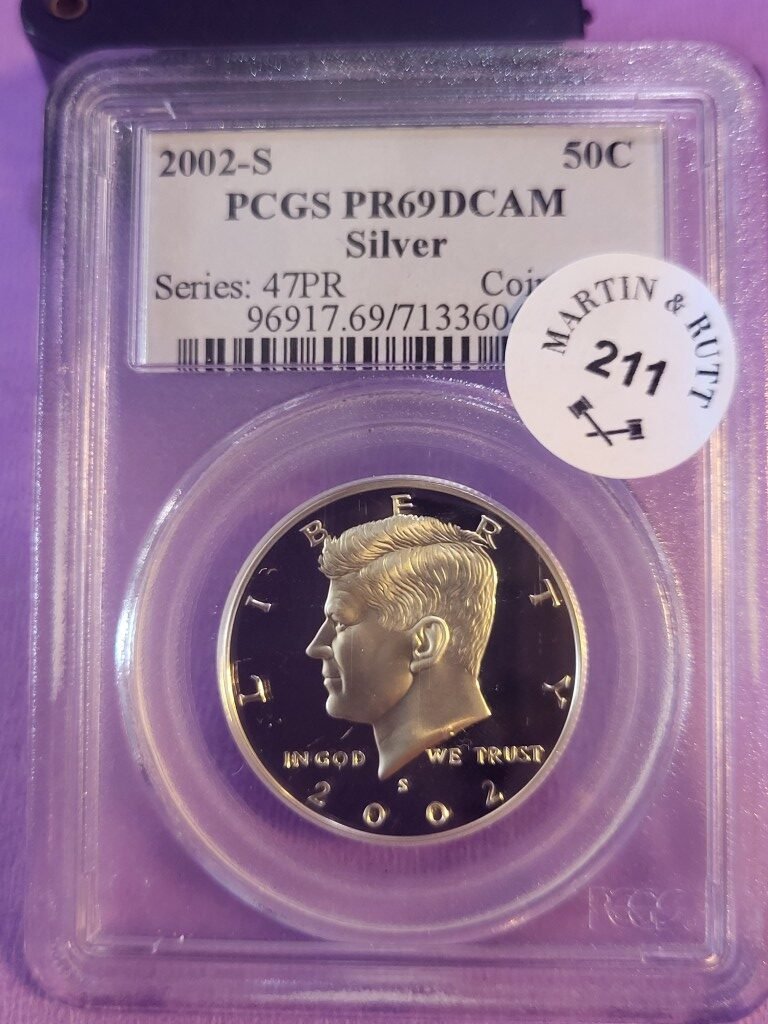 2002-S 50C
PCGS PR69DCAM
Silver
Series: 47PR
96917.69/713360
MARTIN & RUTT
211
LIBERTY
IN GOD WE TRUST
S
2002
PCGS